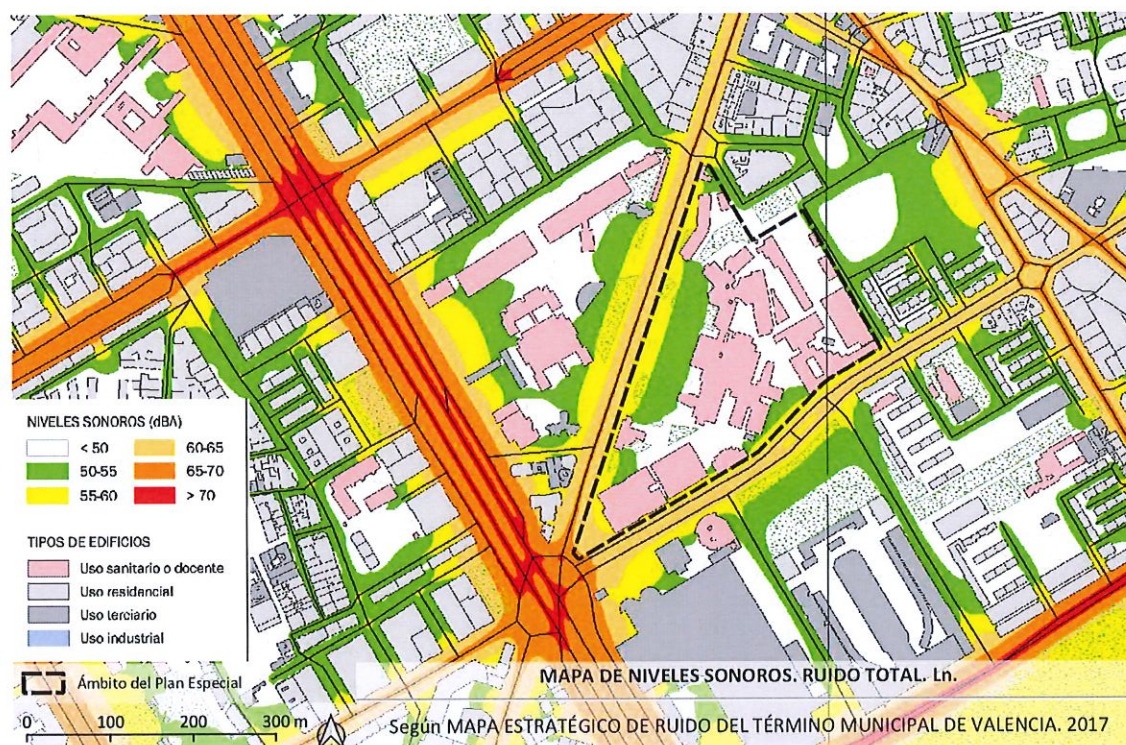 NIVELES SONOROS (dBA)
< 50 60-65
50-55 65-70
55-60 > 70
TIPOS DE EDIFICIOS
Uso sanitario o docente
Uso residencial
Uso terciario
Uso industrial
Ámbito del Plan Especial
MAPA DE NIVELES SONOROS. RUIDO TOTAL. Ln.
0 100 200 300 m
Según MAPA ESTRATÉGICO DE RUIDO DEL TÉRMINO MUNICIPAL DE VALENCIA. 2017